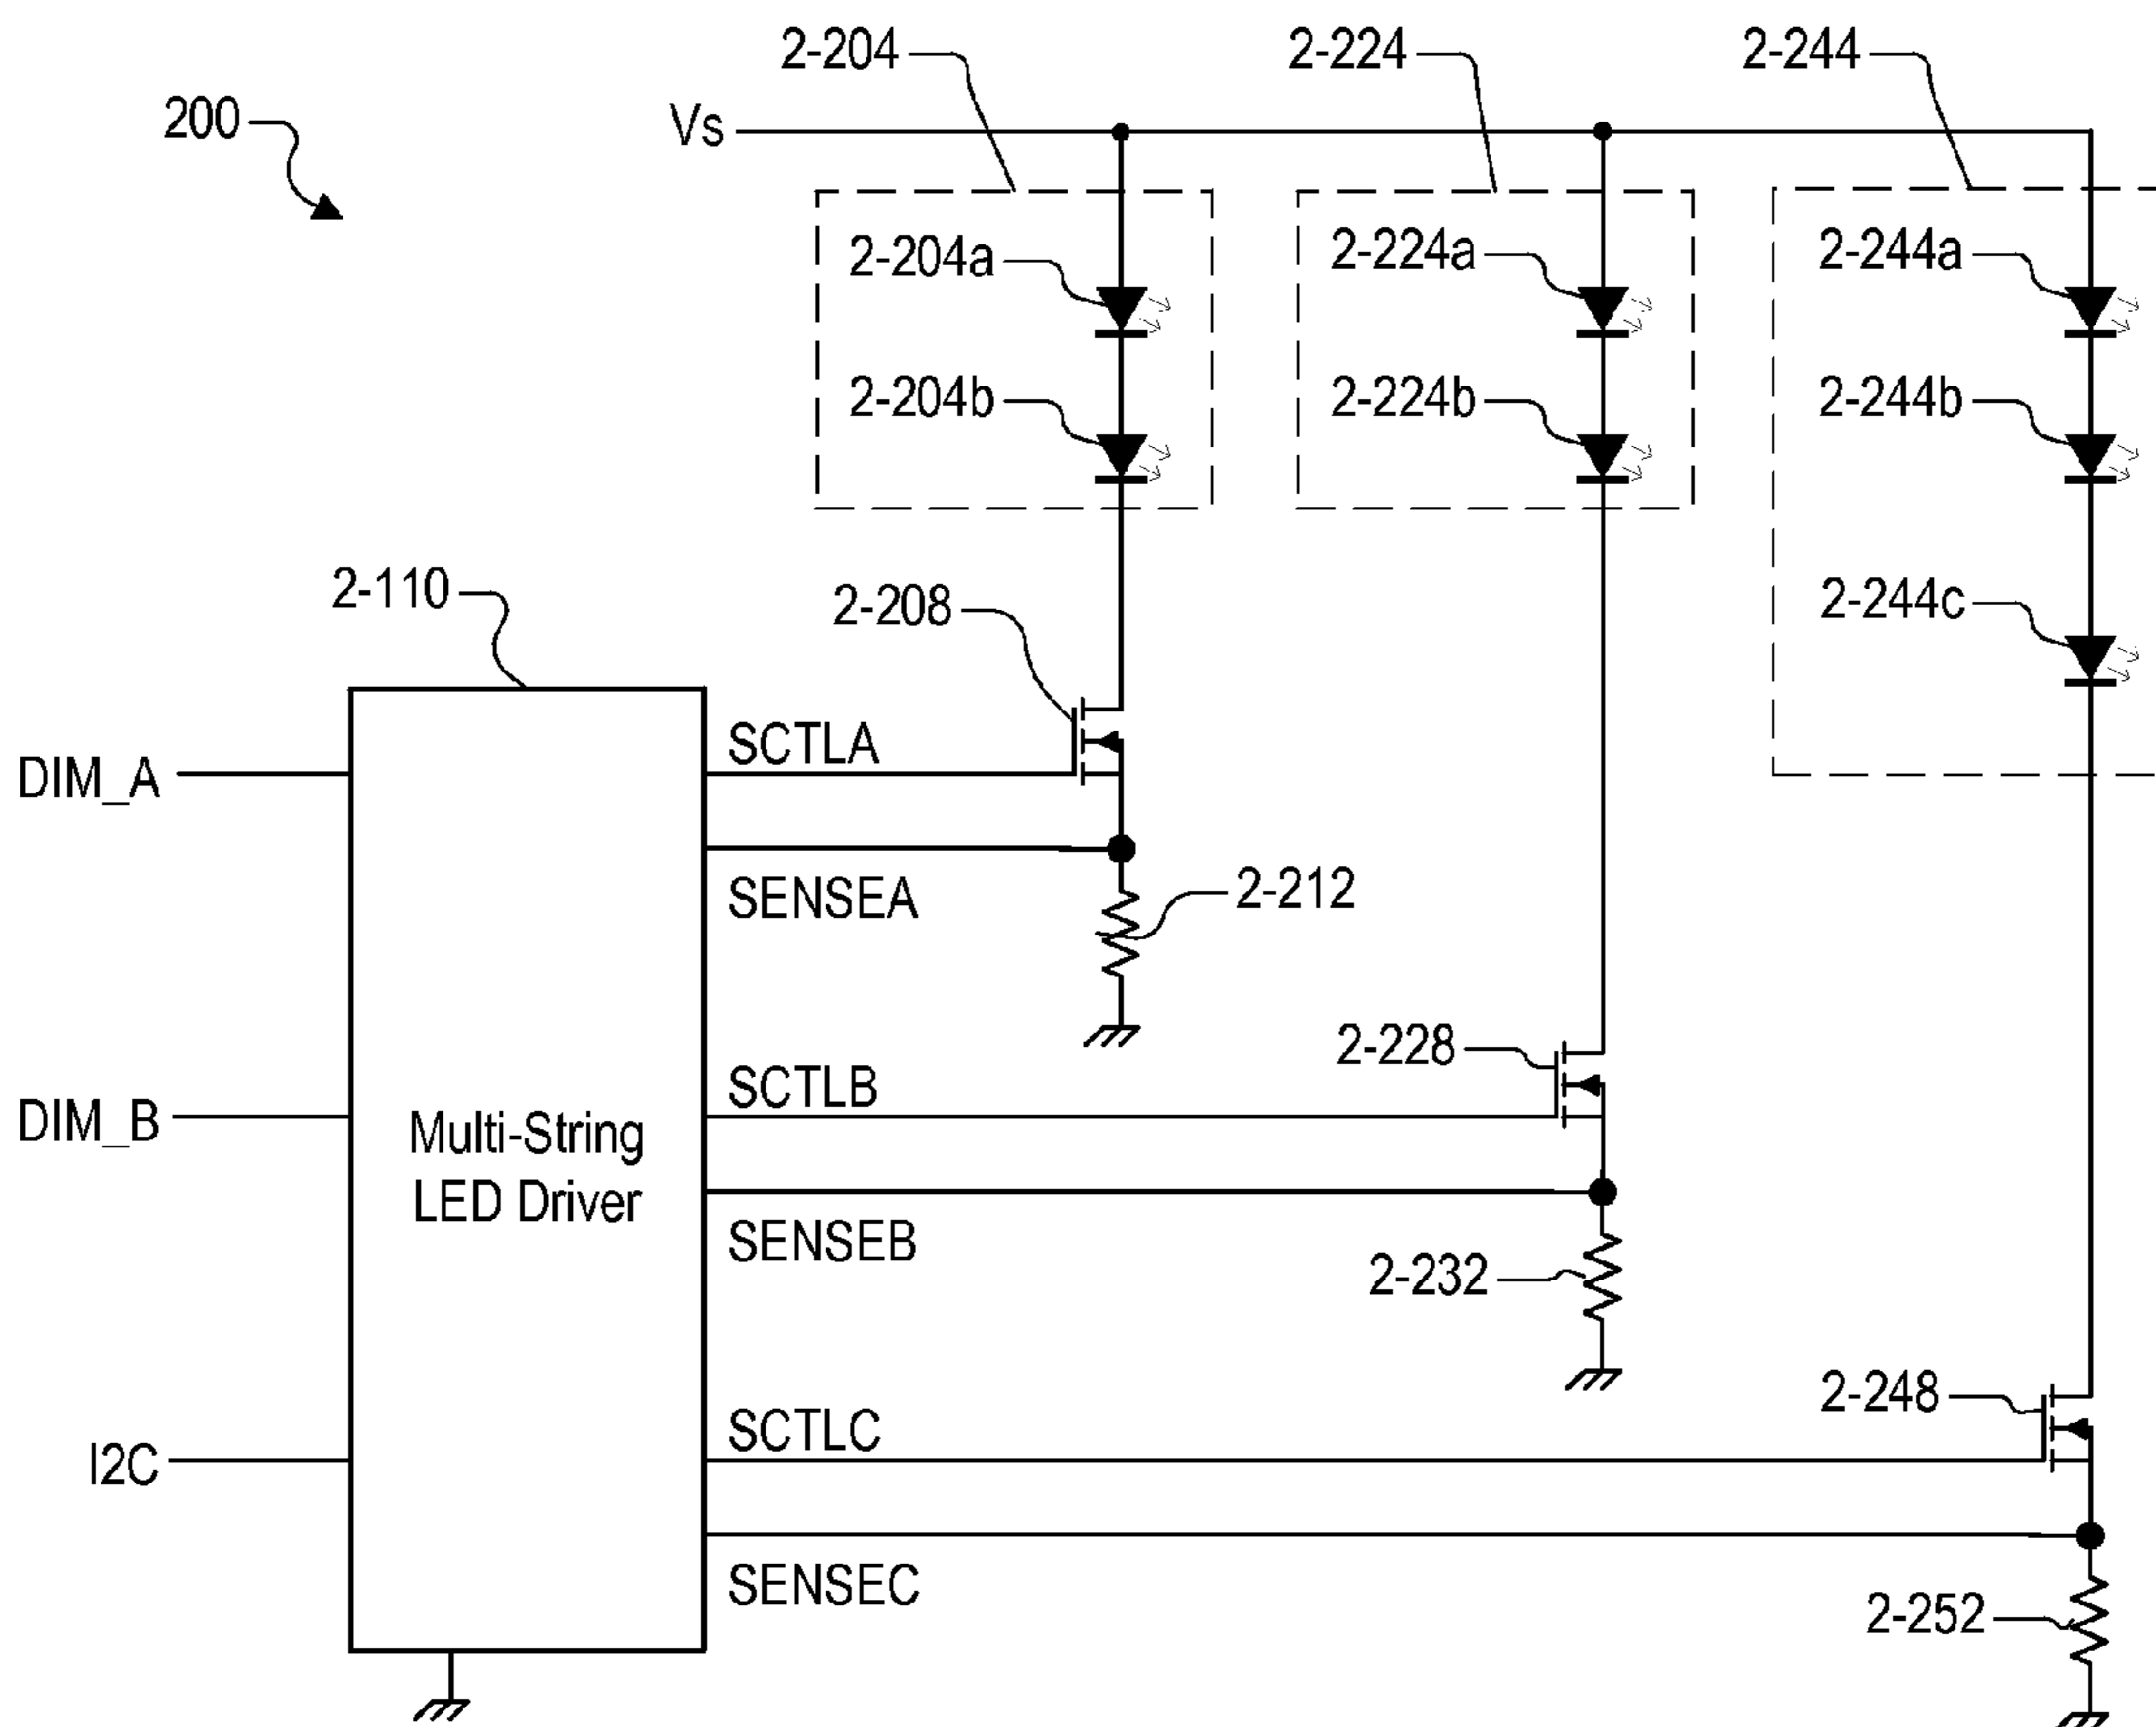 2-204
2-224
2-244
200
Vs
2-204a
2-224a
2-244a
2-204b
2-224b
2-244b
2-110
2-208
2-244c
SCTLA
DIM_A
SENSEA
2-212
2-228
SCTLB
DIM_B
Multi-String
LED Driver
SENSEB
2-232
2-248
SCTLC
I2C
SENSEC
2-252